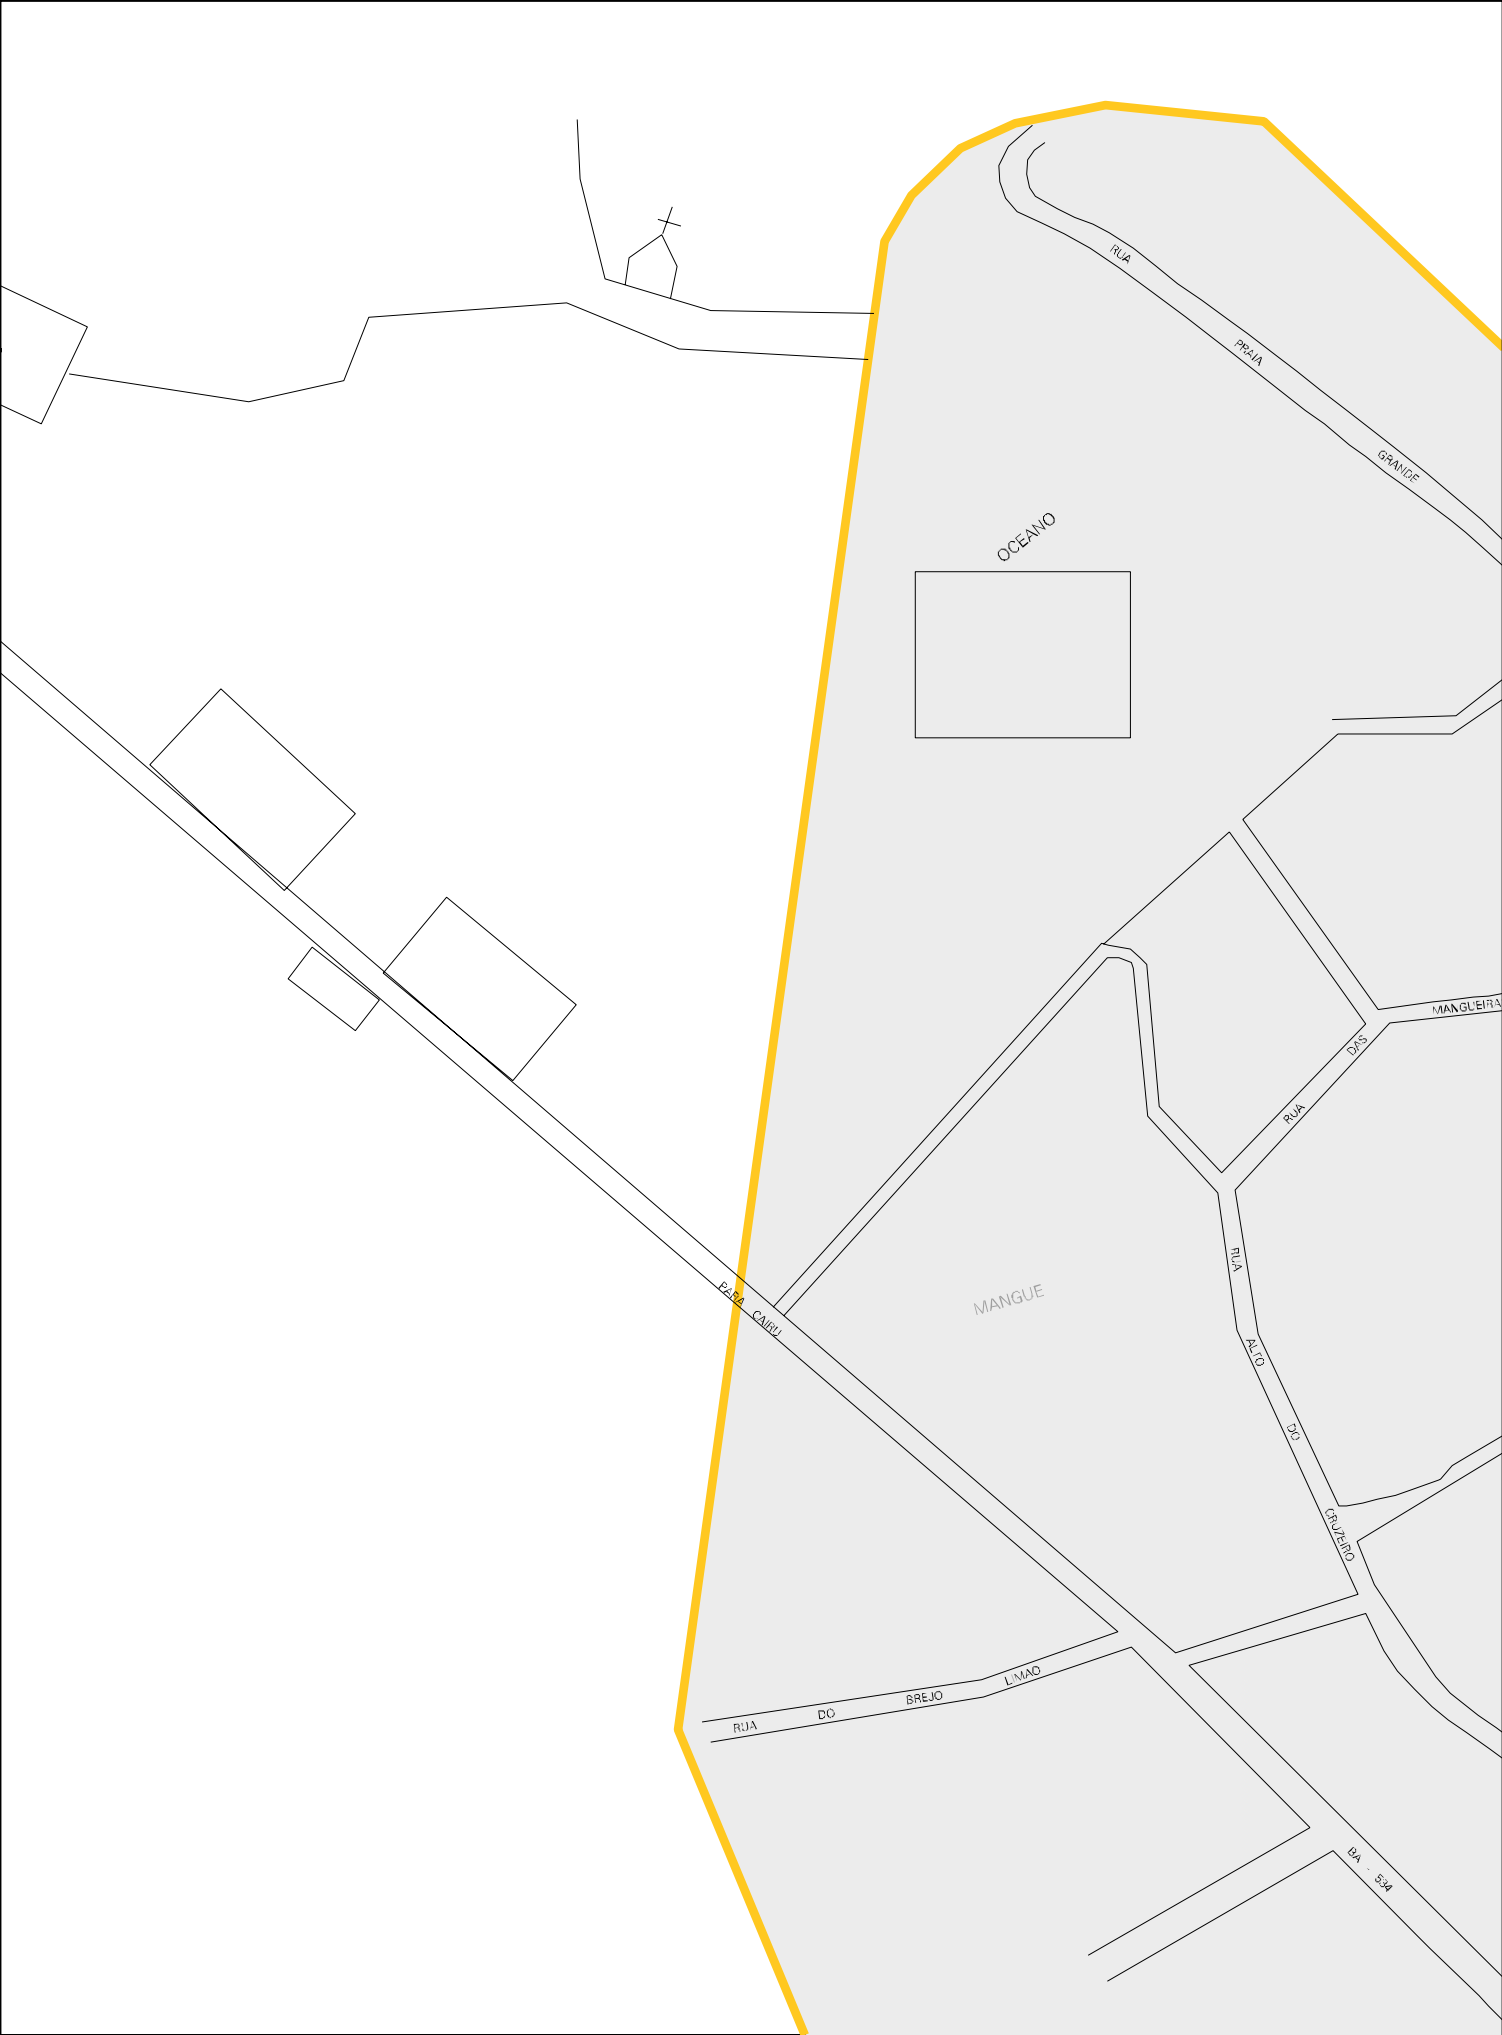 RUA PRAIA GRANDE
OCEANO
MANGUEIRA
RUA DAS
MANGUE
PARA CAIRU
RUA ALTO DO CRUZEIRO
RUA DO BREJO LIMAO
BA - 534